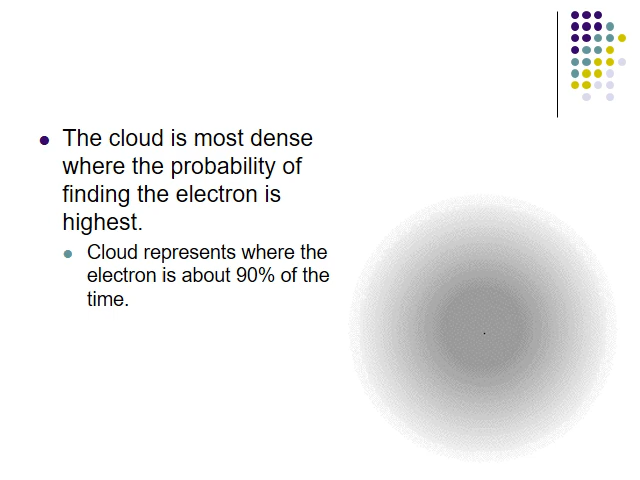 The cloud is most dense
where the probability of
finding the electron is
highest.
Cloud represents where the
electron is about 90% of the
time.